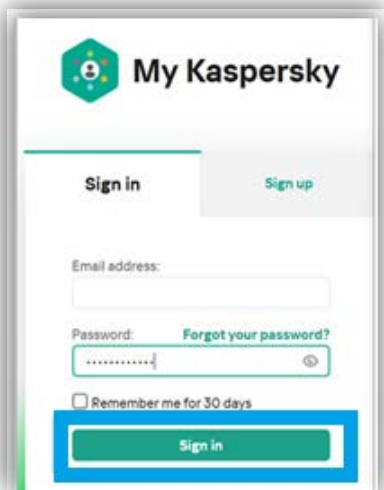 My Kaspersky
Sign in Sign up
Email address:
Password: Forgot your password?
............
Remember me for 30 days
Sign in